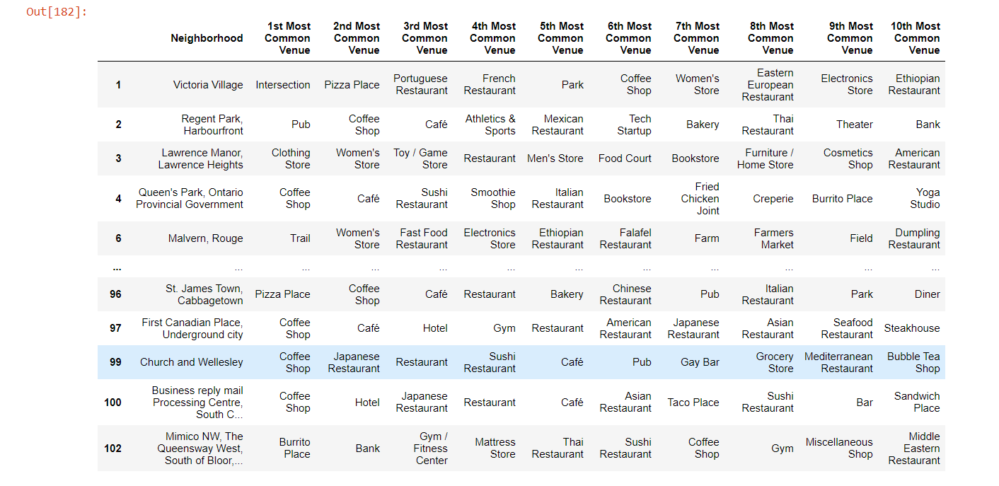 Out[182]:
Neighborhood 1st Most Common Venue 2nd Most Common Venue 3rd Most Common Venue 4th Most Common Venue 5th Most Common Venue 6th Most Common Venue 7th Most Common Venue 8th Most Common Venue 9th Most Common Venue 10th Most Common Venue
1 Victoria Village Intersection Pizza Place Portuguese Restaurant French Restaurant Park Coffee Shop Women's Store Eastern European Restaurant Electronics Store Ethiopian Restaurant
2 Regent Park, Harbourfront Pub Coffee Shop Café Athletics & Sports Mexican Restaurant Tech Startup Bakery Thai Restaurant Theater Bank
3 Lawrence Manor, Lawrence Heights Clothing Store Women's Store Toy / Game Store Restaurant Men's Store Food Court Bookstore Furniture / Home Store Cosmetics Shop American Restaurant
4 Queen's Park, Ontario Provincial Government Coffee Shop Café Sushi Restaurant Smoothie Shop Italian Restaurant Bookstore Fried Chicken Joint Creperie Burrito Place Yoga Studio
6 Malvern, Rouge Trail Women's Store Fast Food Restaurant Electronics Store Ethiopian Restaurant Falafel Restaurant Farm Farmers Market Field Dumpling Restaurant
... ... ... ... ... ... ... ... ... ... ... ...
96 St. James Town, Cabbagetown Pizza Place Coffee Shop Café Restaurant Bakery Chinese Restaurant Pub Italian Restaurant Park Diner
97 First Canadian Place, Underground city Coffee Shop Café Hotel Gym Restaurant American Restaurant Japanese Restaurant Asian Restaurant Seafood Restaurant Steakhouse
99 Church and Wellesley Coffee Shop Japanese Restaurant Restaurant Sushi Restaurant Café Pub Gay Bar Grocery Store Mediterranean Restaurant Bubble Tea Shop
100 Business reply mail Processing Centre, South C... Coffee Shop Hotel Japanese Restaurant Restaurant Café Asian Restaurant Taco Place Sushi Restaurant Bar Sandwich Place
102 Mimico NW, The Queensway West, South of Bloor,... Burrito Place Bank Gym / Fitness Center Mattress Store Thai Restaurant Sushi Restaurant Coffee Shop Gym Miscellaneous Shop Middle Eastern Restaurant